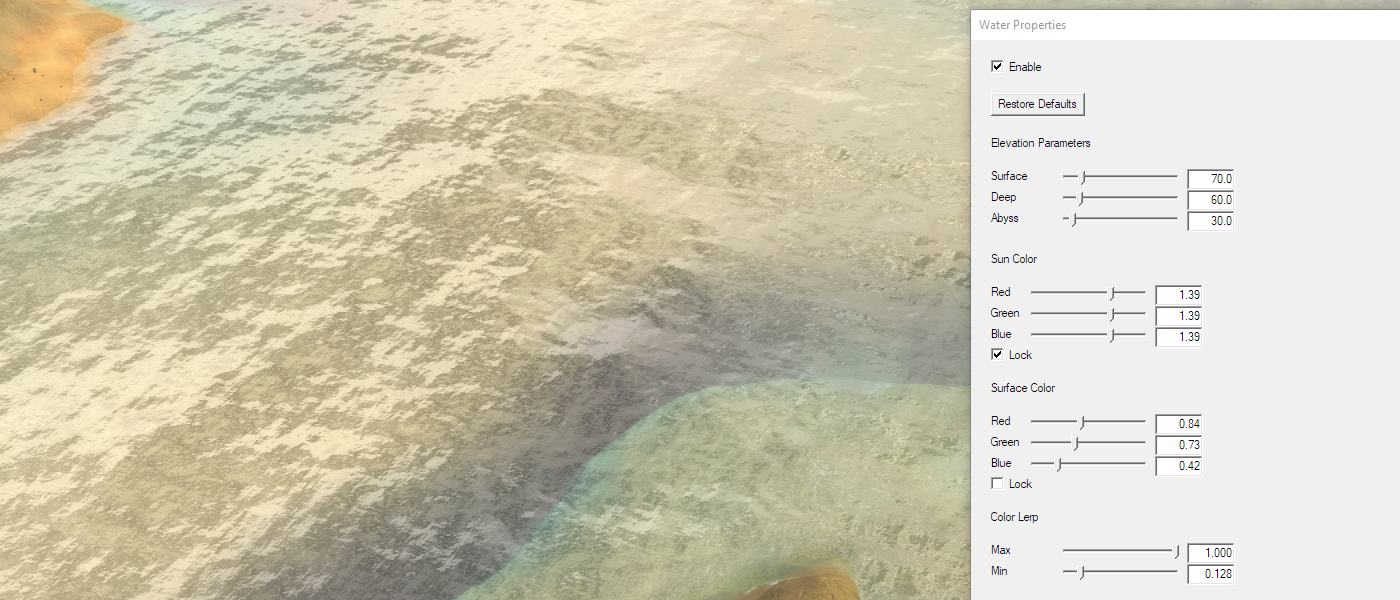 Water Properties
Enable
Restore Defaults
Elevation Parameters
Surface 70.0
Deep 60.0
Abyss 30.0
Sun Color
Red 1.39
Green 1.39
Blue 1.39
Lock
Surface Color
Red 0.84
Green 0.73
Blue 0.42
Lock
Color Lerp
Max 1.000
Min 0.128